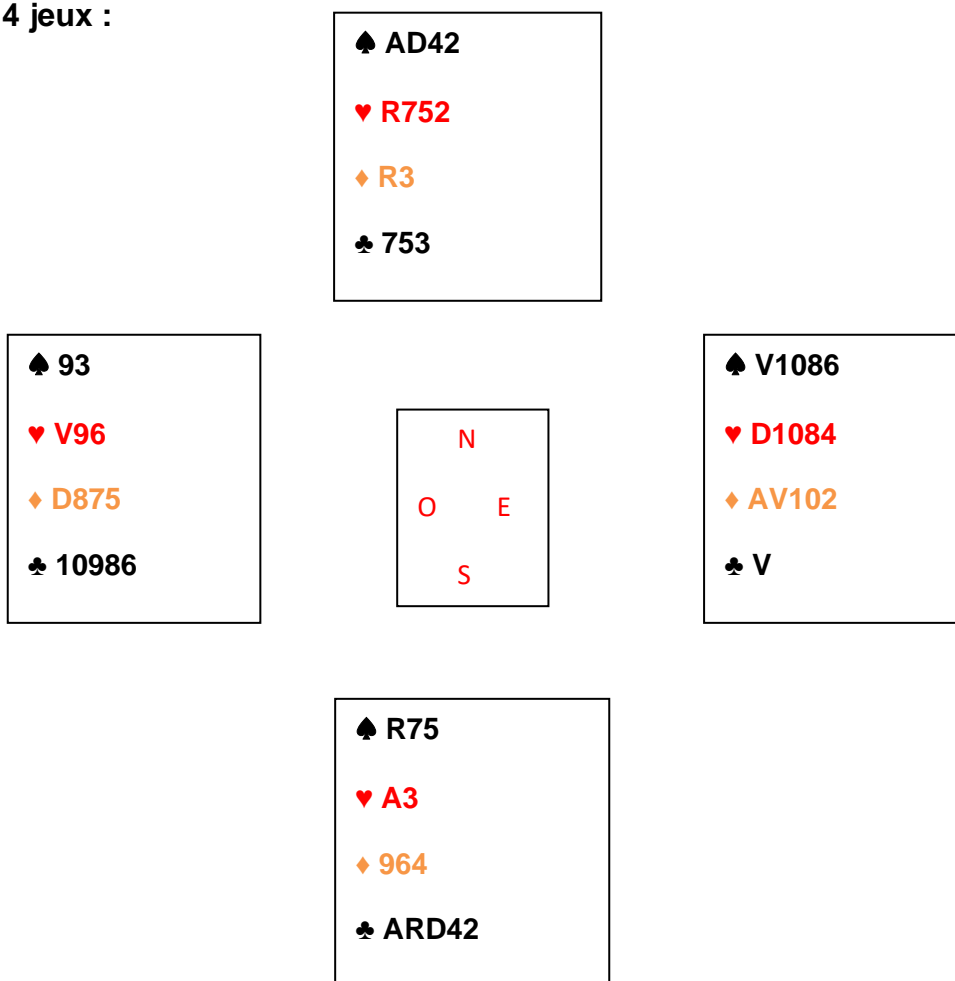 4 jeux :
♠ AD42
♥ R752
♦ R3
♣ 753
♠ 93
♥ V96
♦ D875
♣ 10986
N
O E
S
♠ V1086
♥ D1084
♦ AV102
♣ V
♠ R75
♥ A3
♦ 964
♣ ARD42